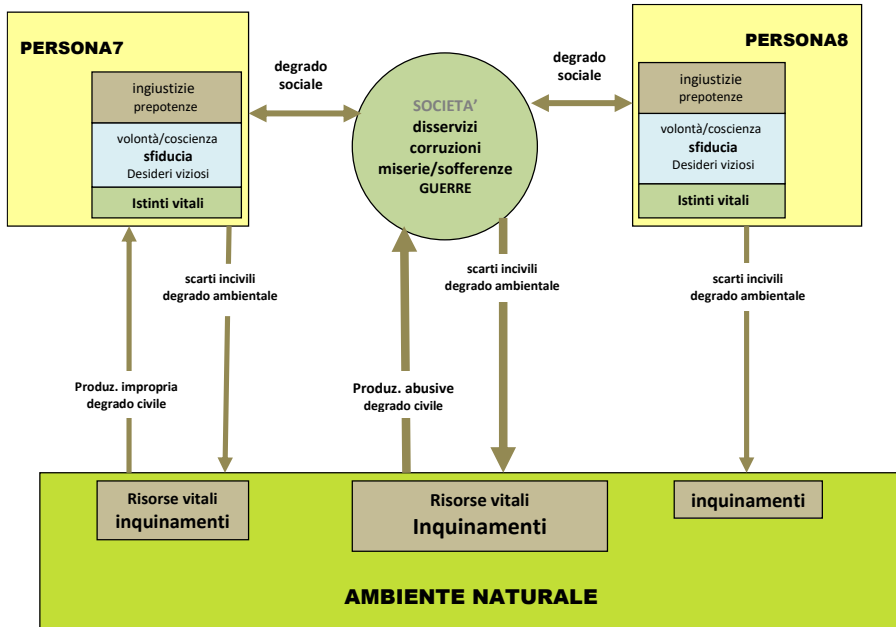 PERSONA7
ingiustizie
prepotenze
volontà/coscienza
sfiducia
Desideri viziosi
Istinti vitali
degrado
sociale
SOCIETA’
disservizi
corruzioni
miserie/sofferenze
GUERRE
degrado
sociale
PERSONA8
ingiustizie
prepotenze
volontà/coscienza
sfiducia
Desideri viziosi
Istinti vitali
scarti incivili
degrado ambientale
scarti incivili
degrado ambientale
scarti incivili
degrado ambientale
Produz. impropria
degrado civile
Produz. abusive
degrado civile
Risorse vitali
inquinamenti
Risorse vitali
Inquinamenti
inquinamenti
AMBIENTE NATURALE